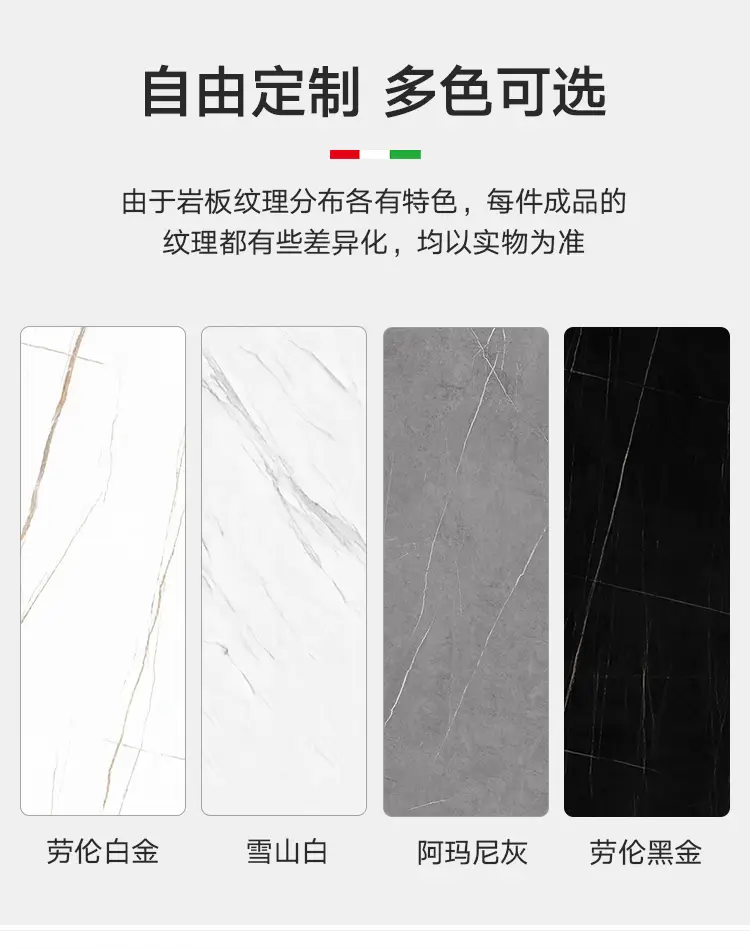 自由定制 多色可选
由于岩板纹理分布各有特色，每件成品的
纹理都有些差异化，均以实物为准
劳伦白金
雪山白
阿玛尼灰
劳伦黑金